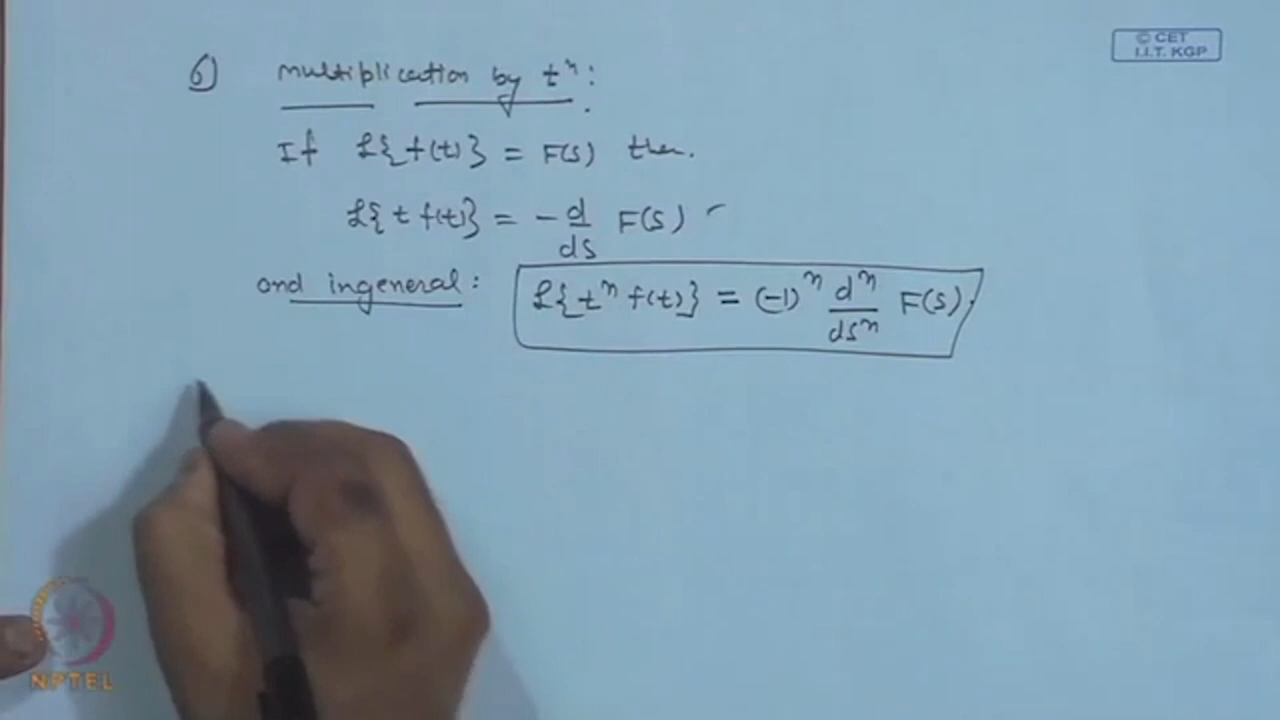 © CET
I.I.T. KGP
6) multiplication by tⁿ:
If ℒ{f(t)} = F(s) then.
ℒ{t f(t)} = - d/ds F(s)
and ingeneral: ℒ{tⁿ f(t)} = (-1)ⁿ dⁿ/dsⁿ F(s).
NPTEL